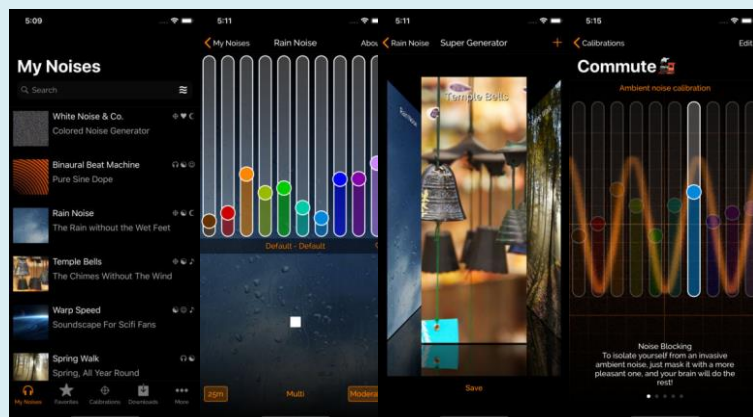 5:09
My Noises
Search
White Noise & Co.
Colored Noise Generator
Binaural Beat Machine
Pure Sine Dope
Rain Noise
The Rain without the Wet Feet
Temple Bells
The Chimes Without The Wind
Warp Speed
Soundscape For Scifi Fans
Spring Walk
Spring, All Year Round
My Noises
Favorites
Calibrations
Downloads
More
5:11
My Noises
Rain Noise
Abou
Default - Default
25m
Multi
Modera
5:11
Rain Noise
Super Generator
+
Rain Noise
Temple Bells
Save
5:15
Calibrations
Edit
Commute
Ambient noise calibration
Noise Blocking
To isolate yourself from an invasive
ambient noise, just mask it with a more
pleasant one, and your brain will do the
rest!